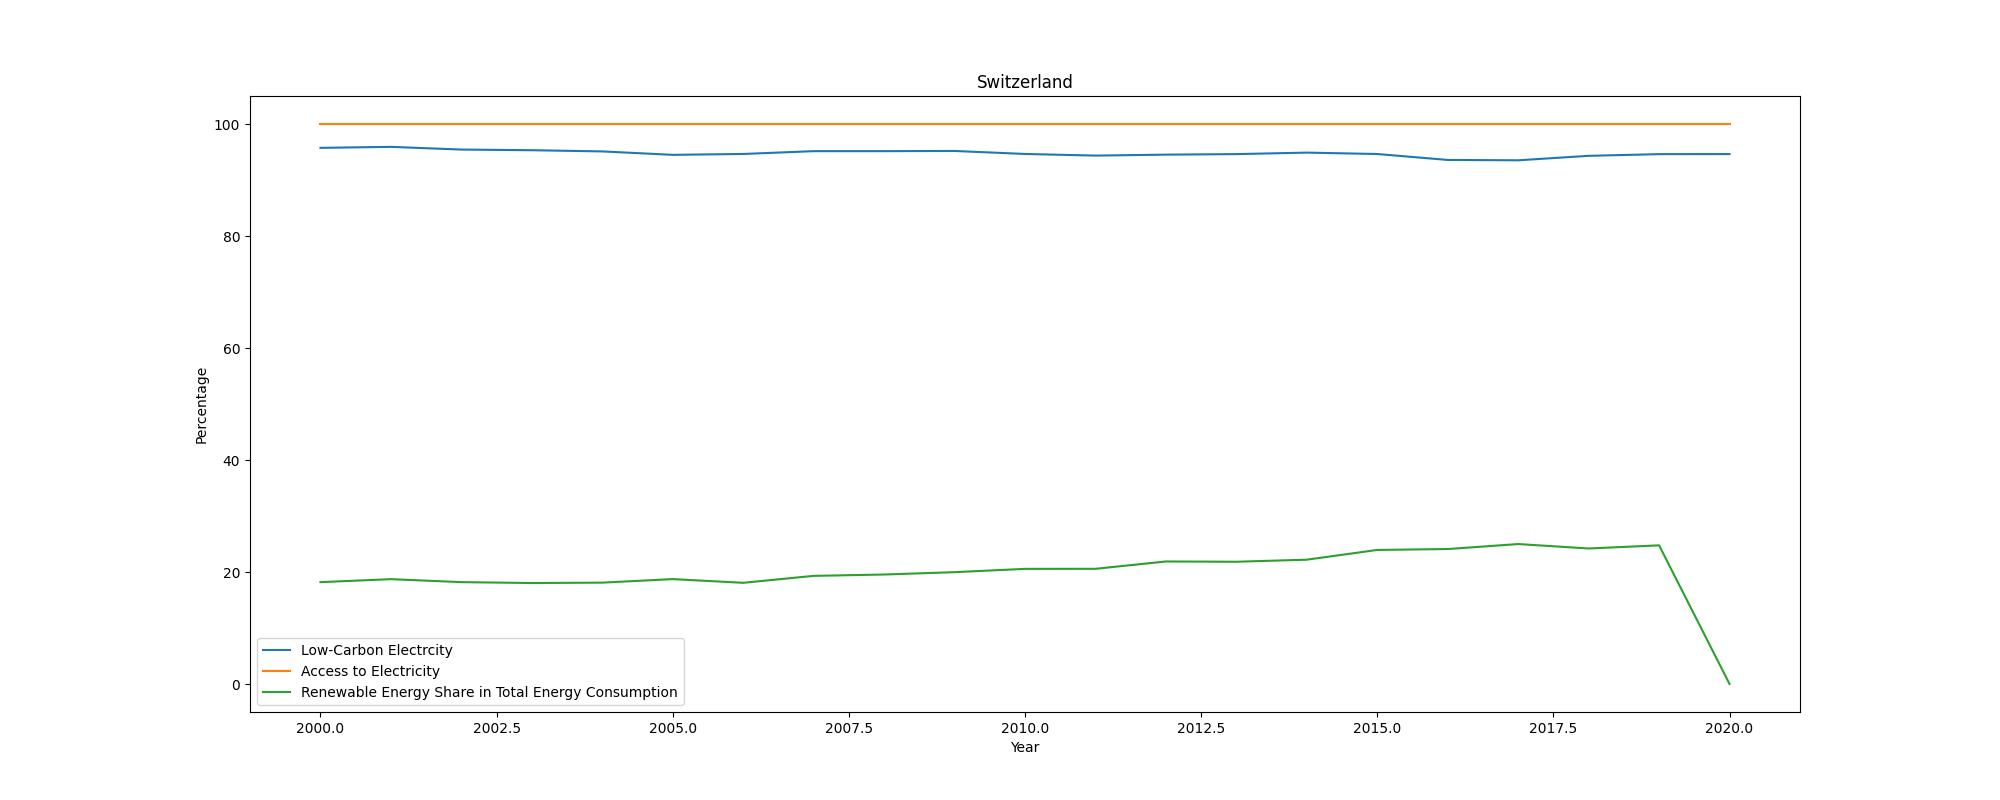 Switzerland
100
80
60
40
20
0
Percentage
Low-Carbon Electrcity
Access to Electricity
Renewable Energy Share in Total Energy Consumption
2000.0 2002.5 2005.0 2007.5 2010.0 2012.5 2015.0 2017.5 2020.0
Year